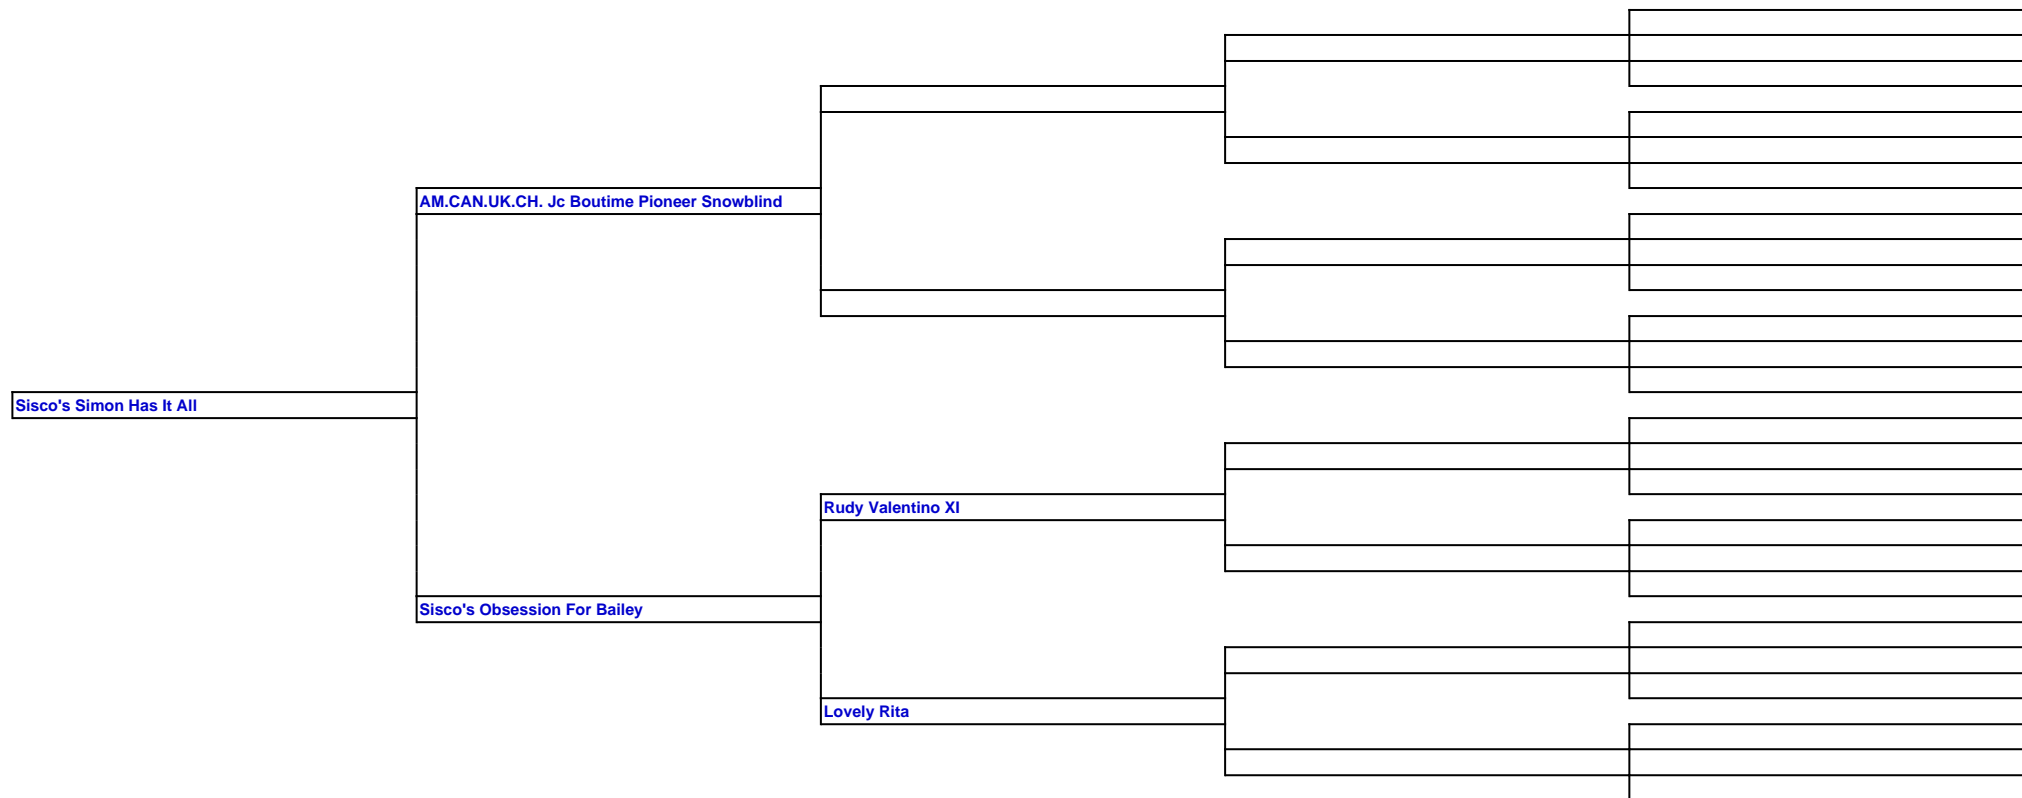 AM.CAN.UK.CH. Jc Boutime Pioneer Snowblind
Sisco's Simon Has It All
Rudy Valentino XI
Sisco's Obsession For Bailey
Lovely Rita